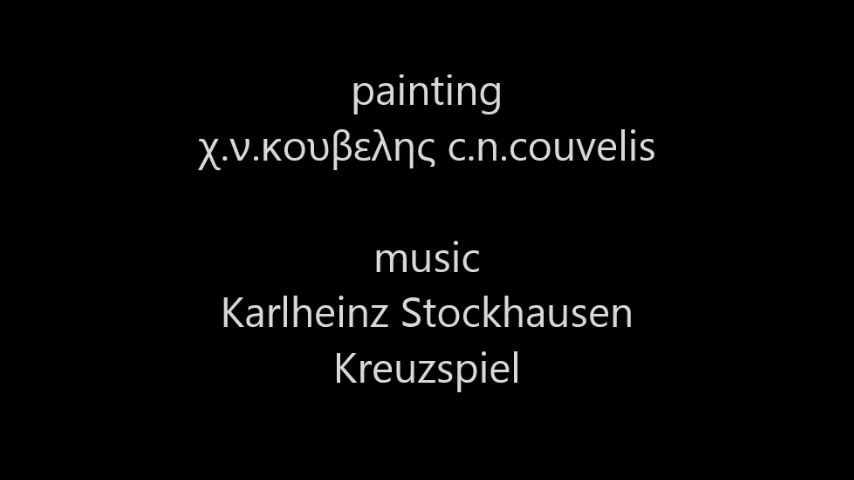 painting
χ.ν.κουβελης c.n.couvelis
music
Karlheinz Stockhausen
Kreuzspiel